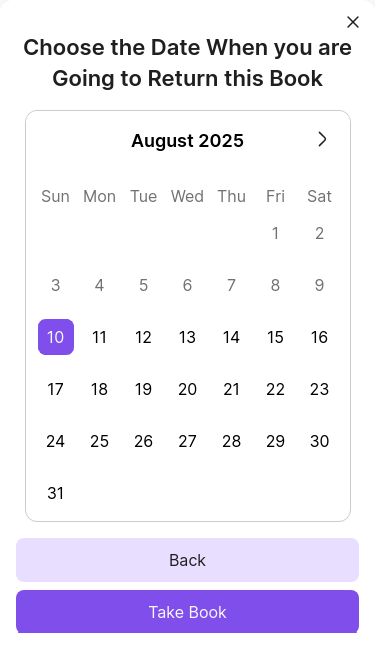 Choose the Date When you are
Going to Return this Book
August 2025
Sun Mon Tue Wed Thu Fri Sat
1 2
3 4 5 6 7 8 9
10 11 12 13 14 15 16
17 18 19 20 21 22 23
24 25 26 27 28 29 30
31
Back
Take Book